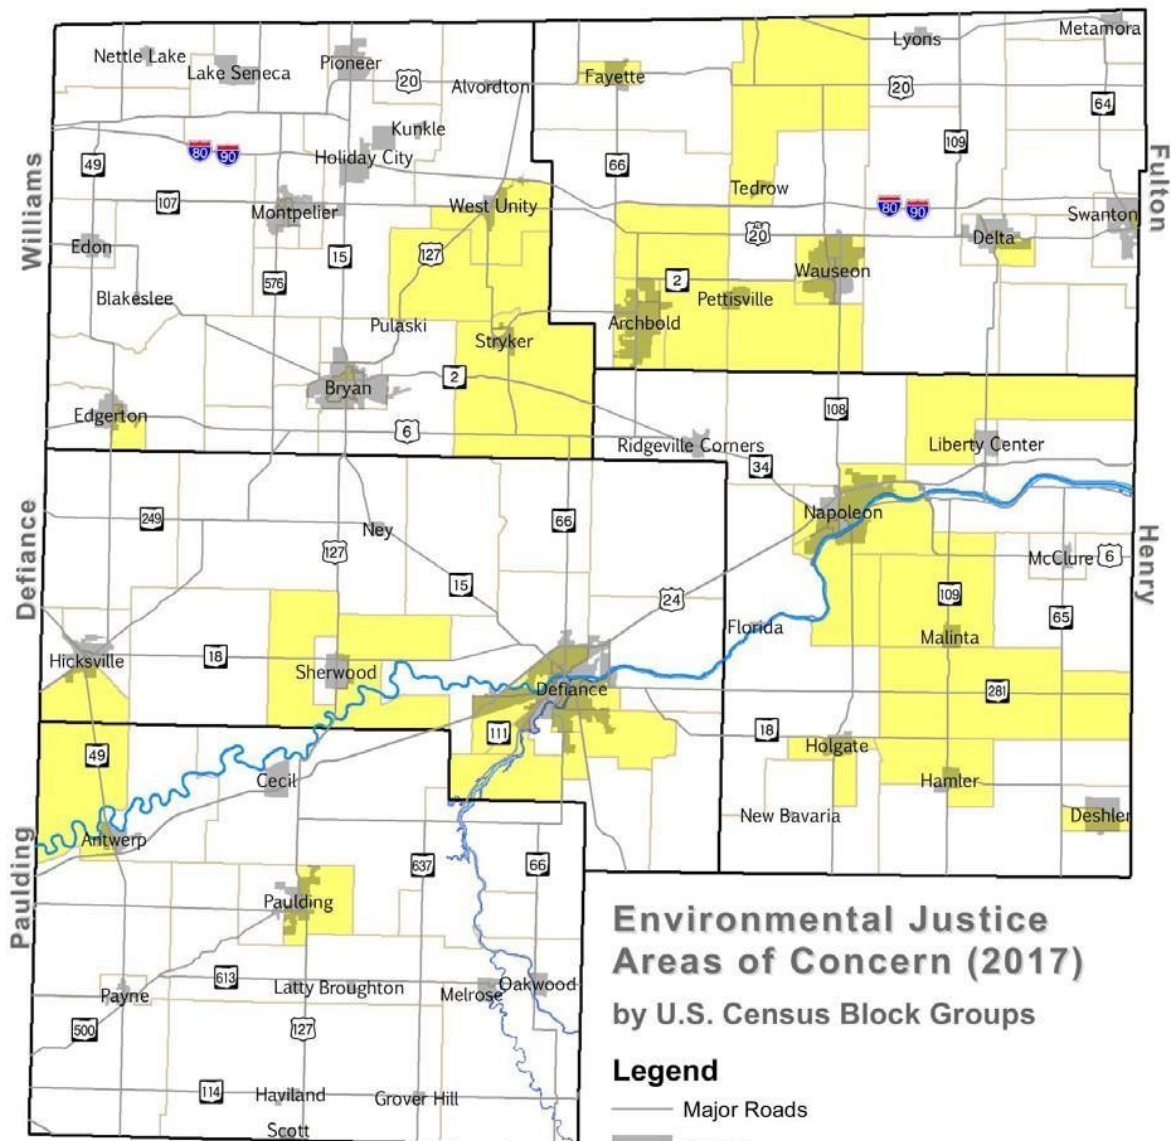 Metamora
Lyons
Nettle Lake
Pioneer
Lake Seneca
20
Alvordton
Fayette
20
64
Kunkle
109
80 90
Holiday City
49
66
Williams
Fulton
Tedrow
107
Montpelier
West Unity
80 90
Swanton
ALT
20
Delta
Edon
15
127
Wauseon
576
2
Blakeslee
Pettisville
Pulaski
Archbold
Stryker
2
Bryan
108
Edgerton
6
Ridgeville Corners
Liberty Center
34
Napoleon
249
Ney
66
Defiance
127
McClure
6
Henry
15
24
109
65
Florida
Malinta
Hicksville
18
Sherwood
Defiance
281
111
18
49
Holgate
Cecil
Hamler
New Bavaria
Deshler
Antwerp
637
66
Paulding
Paulding
Environmental Justice
Areas of Concern (2017)
613
Latty Broughton
Melrose
Oakwood
Payne
by U.S. Census Block Groups
500
127
Legend
114
Haviland
Grover Hill
Major Roads
Scott